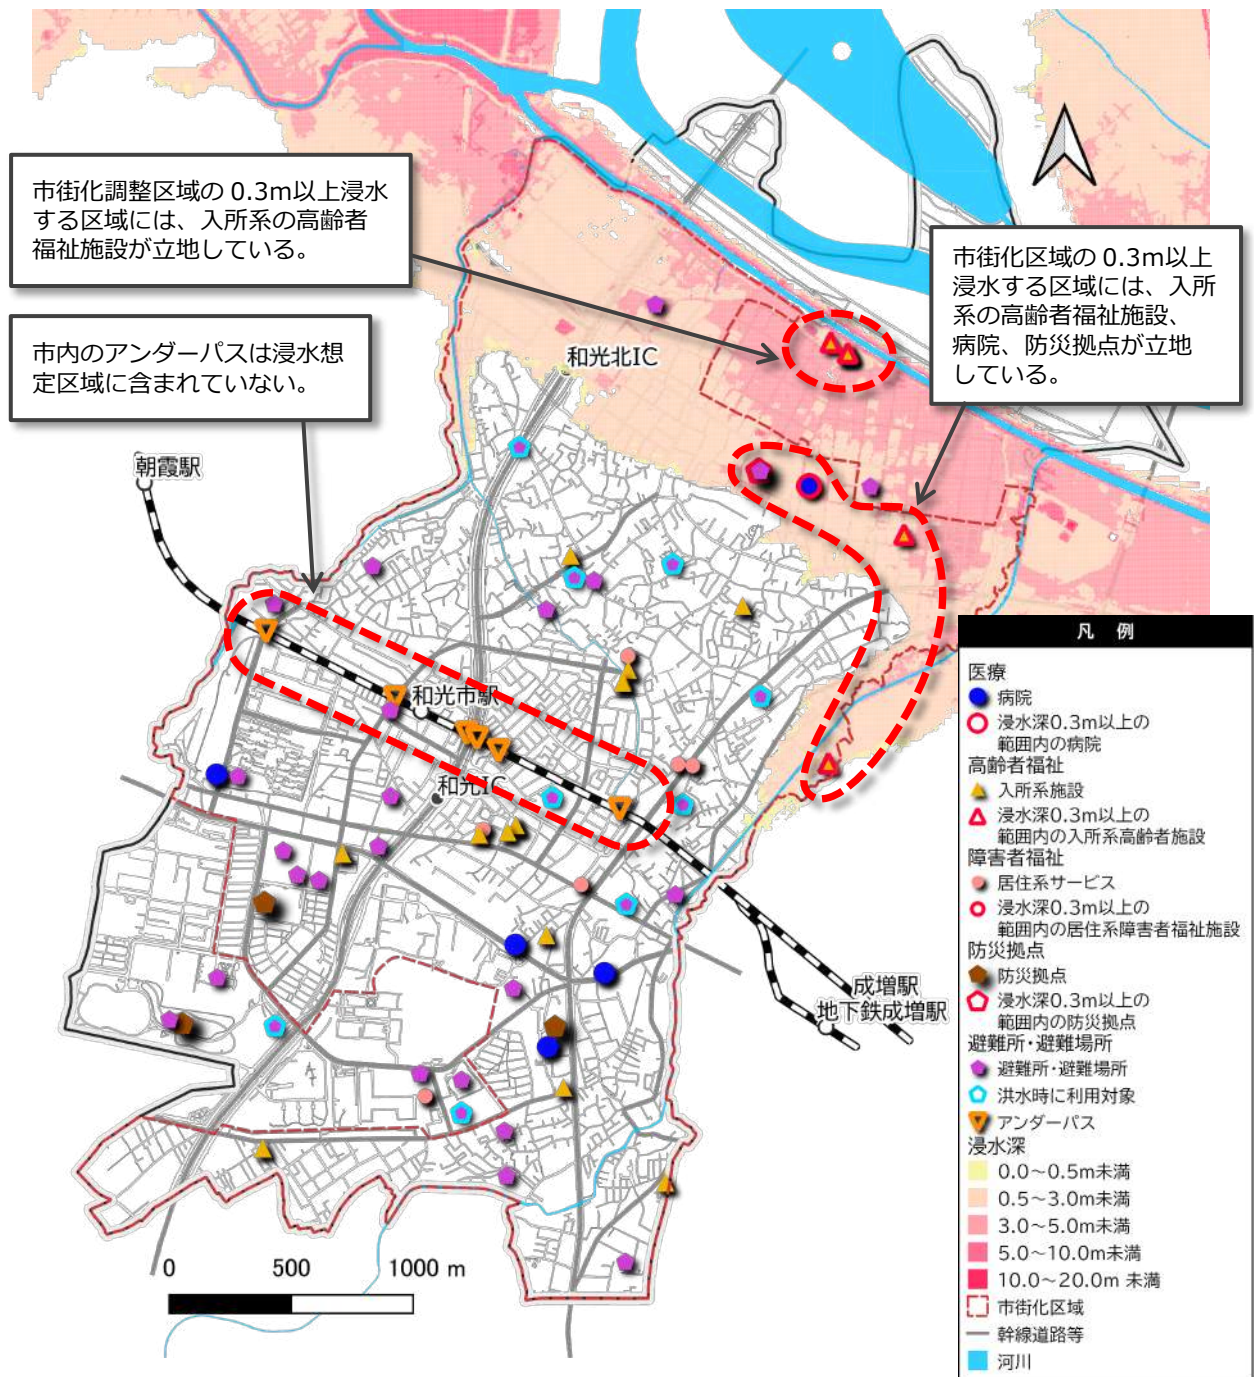 市街化調整区域の 0.3m以上浸水
する区域には、入所系の高齢者
福祉施設が立地している。
市街化区域の 0.3m以上
浸水する区域には、入所
系の高齢者福祉施設、
病院、防災拠点が立地
している。
市内のアンダーパスは浸水想
定区域に含まれていない。
和光北IC
朝霞駅
和光市駅
和光IC
成増駅
地下鉄成増駅
0 500 1000 m
凡 例
医療
病院
浸水深0.3m以上の
範囲内の病院
高齢者福祉
入所系施設
浸水深0.3m以上の
範囲内の入所系高齢者施設
障害者福祉
居住系サービス
浸水深0.3m以上の
範囲内の居住系障害者福祉施設
防災拠点
防災拠点
浸水深0.3m以上の
範囲内の防災拠点
避難所・避難場所
避難所・避難場所
洪水時に利用対象
アンダーパス
浸水深
0.0～0.5m未満
0.5～3.0m未満
3.0～5.0m未満
5.0～10.0m未満
10.0～20.0m 未満
市街化区域
幹線道路等
河川